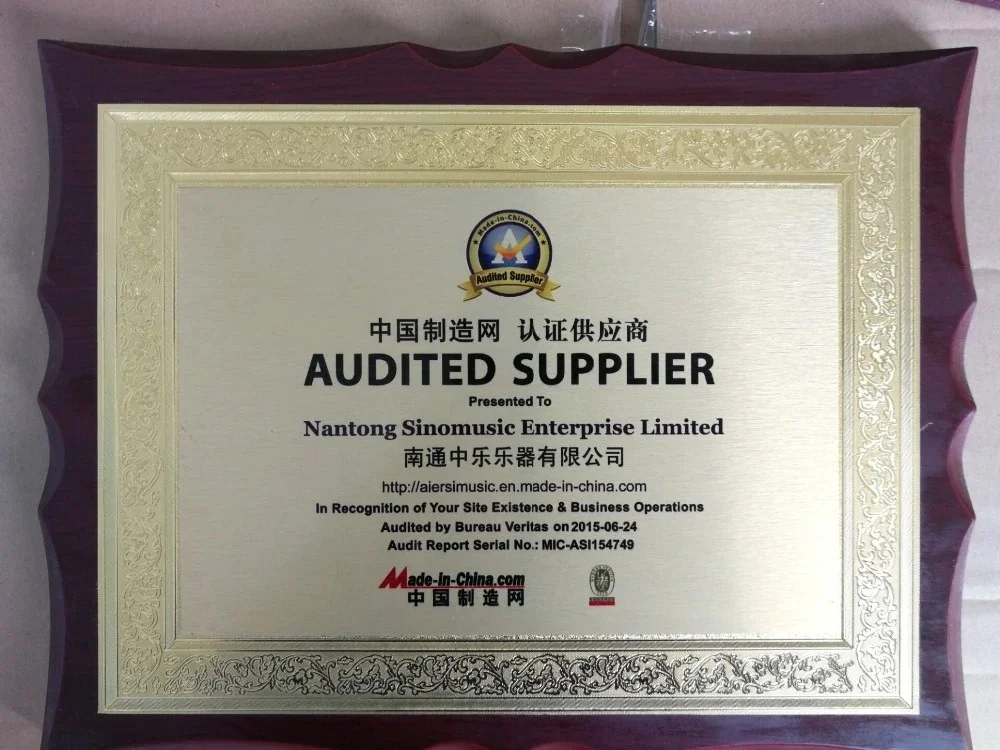 Made-in-China.com
Audited Supplier
中国制造网 认证供应商
AUDITED SUPPLIER
Presented To
Nantong Sinomusic Enterprise Limited
南通中乐乐器有限公司
http://aiersimusic.en.made-in-china.com
In Recognition of Your Site Existence & Business Operations
Audited by Bureau Veritas on 2015-06-24
Audit Report Serial No.: MIC-ASI154749
Made-in-China.com
中国制造网